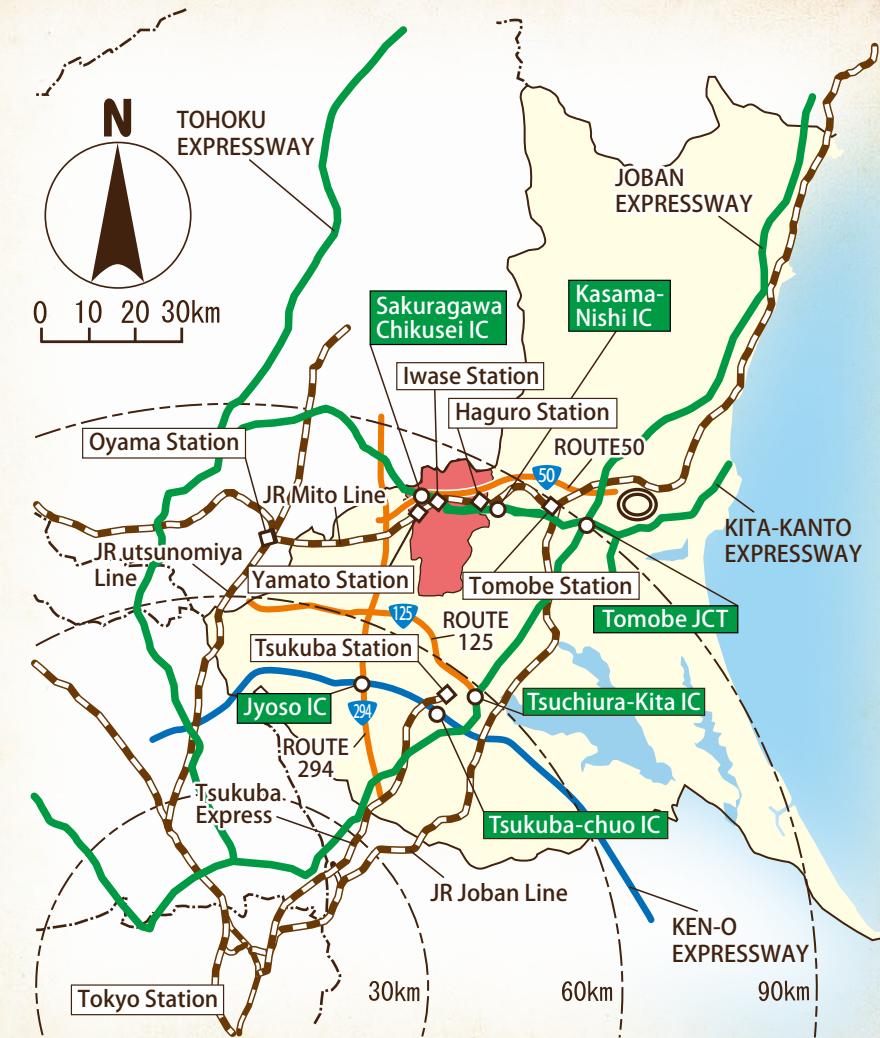 N
TOHOKU
EXPRESSWAY
JOBAN
EXPRESSWAY
0 10 20 30km
Sakuragawa
Chikusei IC
Kasama-
Nishi IC
Iwase Station
Haguro Station
Oyama Station
ROUTE50
50
JR Mito Line
KITA-KANTO
EXPRESSWAY
JR utsunomiya
Line
Yamato Station
Tomobe Station
125
ROUTE
125
Tomobe JCT
Tsukuba Station
Jyoso IC
294
Tsuchiura-Kita IC
ROUTE
294
Tsukuba
Express
Tsukuba-chuo IC
JR Joban Line
KEN-O
EXPRESSWAY
Tokyo Station
30km
60km
90km